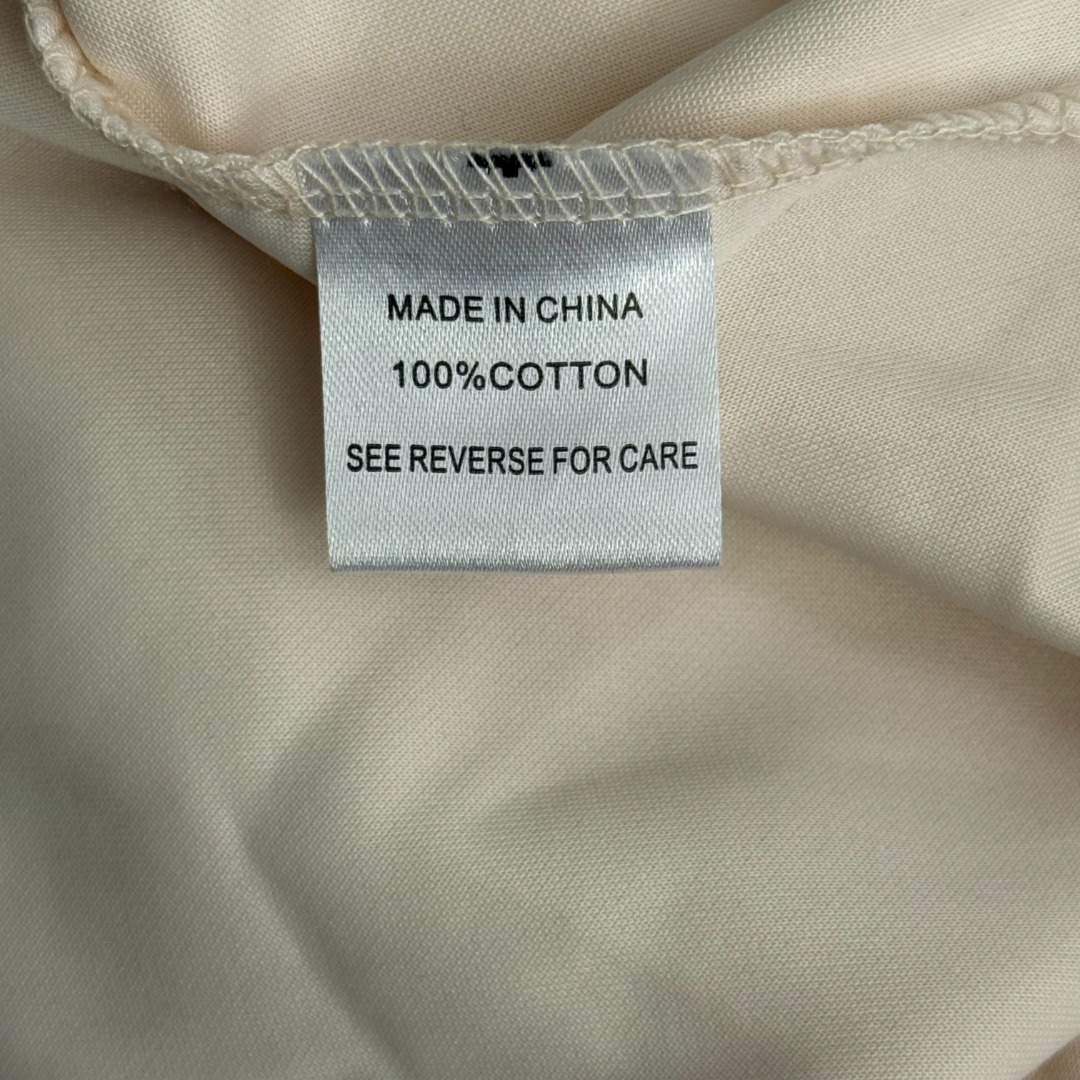 MADE IN CHINA
100%COTTON
SEE REVERSE FOR CARE